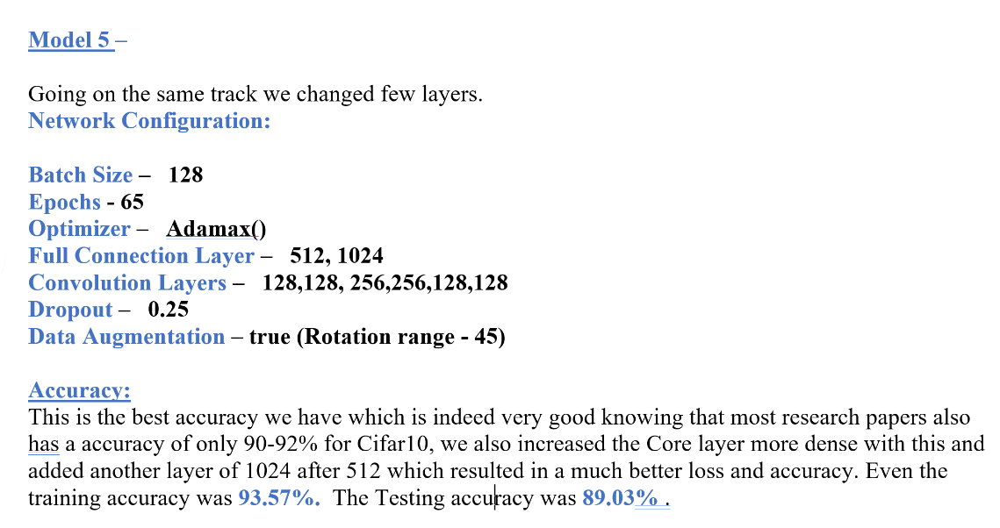 Model 5 –
Going on the same track we changed few layers.
Network Configuration:
Batch Size –   128
Epochs - 65
Optimizer –   Adamax()
Full Connection Layer –   512, 1024
Convolution Layers –   128,128, 256,256,128,128
Dropout –   0.25
Data Augmentation – true (Rotation range - 45)
Accuracy:
This is the best accuracy we have which is indeed very good knowing that most research papers also
has a accuracy of only 90-92% for Cifar10, we also increased the Core layer more dense with this and
added another layer of 1024 after 512 which resulted in a much better loss and accuracy. Even the
training accuracy was 93.57%.  The Testing accuracy was 89.03% .